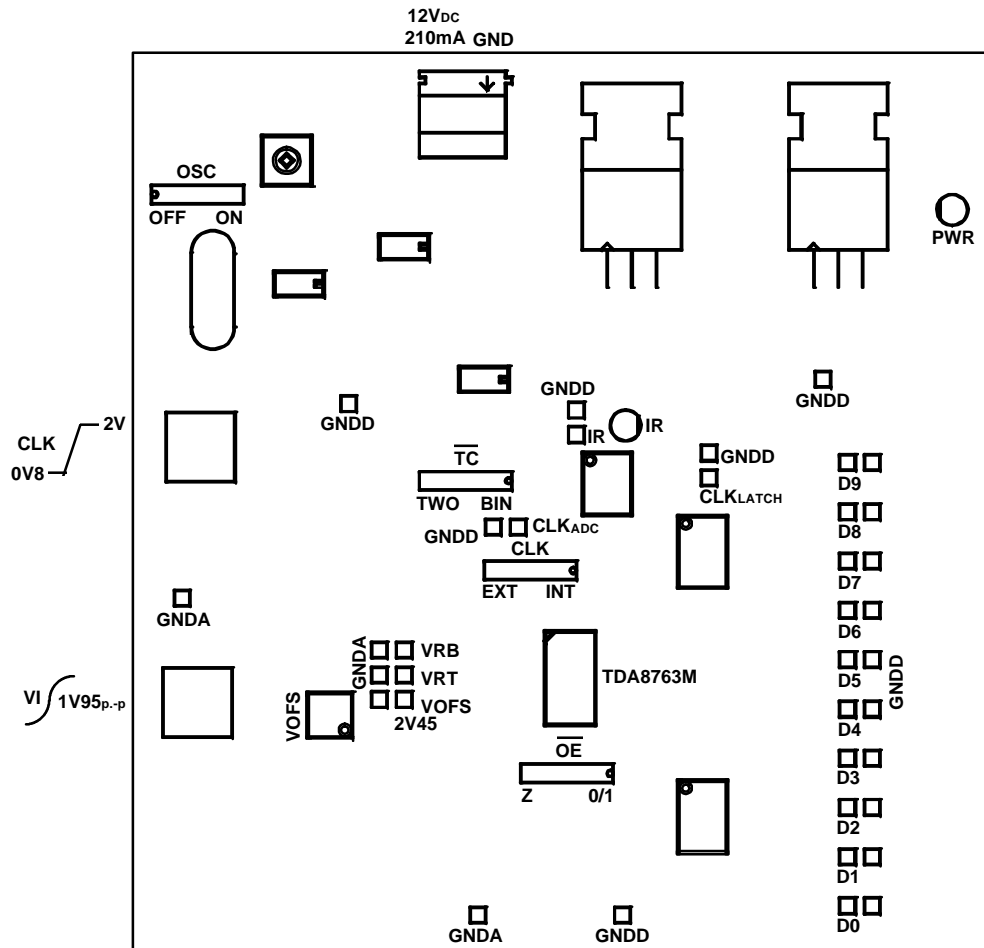 12VDC
210mA GND
OSC
OFF ON
PWR
GNDD
GNDD
GNDD
CLK
2V
0V8
IR
IR
TC
TWO BIN
GNDD
CLKLATCH
D9
GNDD
CLKADC
CLK
EXT INT
D8
D7
GNDA
D6
GNDA
VRB
VRT
VOFS
2V45
VOFS
TDA8763M
D5
GNDD
VI
1V95p.-p
D4
OE
Z 0/1
D3
D2
D1
D0
GNDA
GNDD